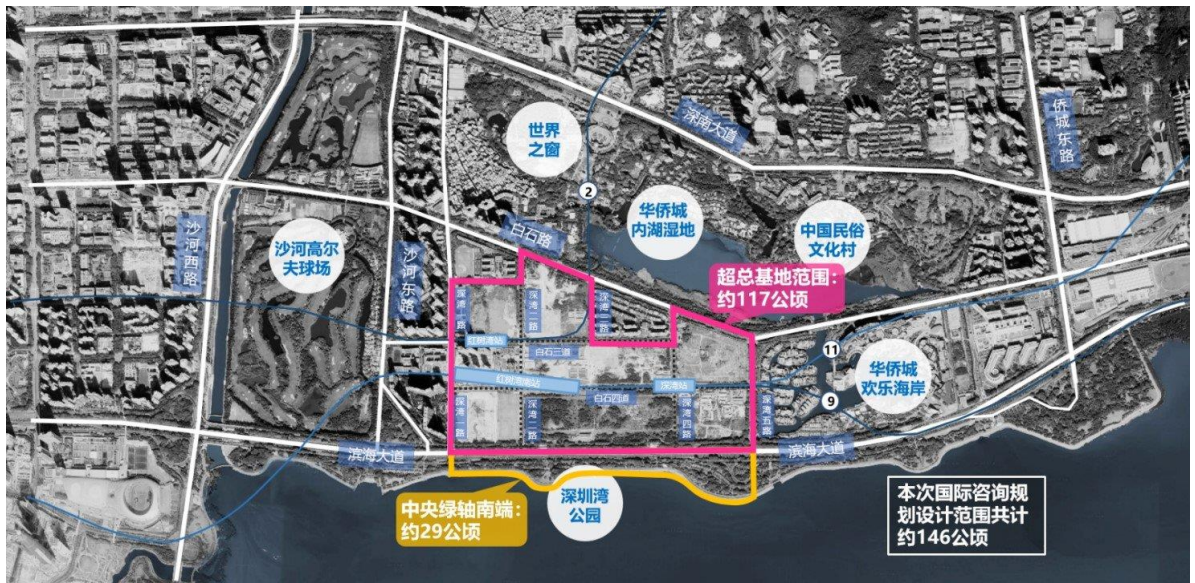 世界
之窗
深南大道
侨城东路
2
华侨城
内湖湿地
中国民俗
文化村
沙河西路
沙河高尔
夫球场
沙河东路
白石路
超总基地范围：
约117公顷
深湾一路
深湾二路
深湾三路
红树湾站
白石三道
11
华侨城
欢乐海岸
红树湾南站
深湾站
白石四道
9
深湾一路
深湾二路
深湾四路
深湾五路
滨海大道
滨海大道
中央绿轴南端：
约29公顷
深圳湾
公园
本次国际咨询规
划设计范围共计
约146公顷